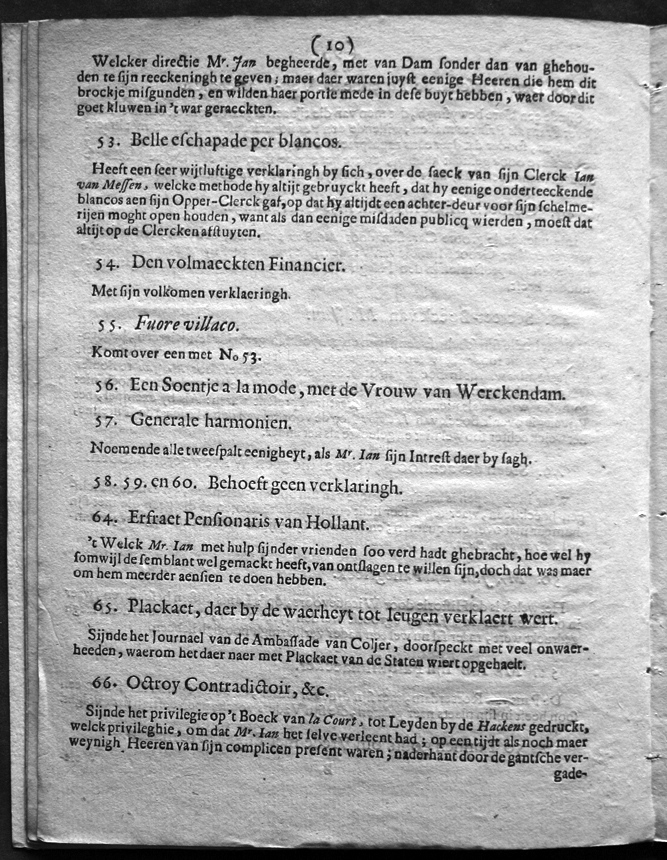 (10)
Welcker directie Mr. Jan begheerde, met van Dam ſonder dan van ghehou-
den te ſijn reeckeningh te geven; maer daer waren juyſt eenige Heeren die hem dit
brockje miſgunden, en wilden haer portie mede in deſe buyt hebben, waer door dit
goet kluwen in 't war geraeckten.
53. Belle eſchapade per blancos.
Heeft een ſeer wijtluftige verklaringh by ſich, over de ſaeck van ſijn Clerck Ian
van Meſſen, welcke methode hy altijt gebruyckt heeft, dat hy eenige onderteeckende
blancos aen ſijn Opper-Clerck gaf, op dat hy altijdt een achter-deur voor ſijn ſchelme-
rijen moght open houden, want als dan eenige miſdaden publicq wierden, moeſt dat
altijt op de Clercken afſtuyten.
54. Den volmaeckten Financier.
Met ſijn volkomen verklaeringh.
55. Fuore villaco.
Komt over een met No 53.
56. Een Soentje a la mode, met de Vrouw van Werckendam.
57. Generale harmonien.
Noemende alle tweeſpalt eenigheyt, als Mr. Ian ſijn Intreſt daer by ſagh.
58. 59. en 60. Behoeft geen verklaringh.
64. Erfraet Penſionaris van Hollant.
't Welck Mr. Ian met hulp ſijnder vrienden ſoo verd hadt ghebracht, hoe wel hy
ſomwijl de ſemblant wel gemackt heeft, van ontſlagen te willen ſijn, doch dat was maer
om hem meerder aenſien te doen hebben.
65. Plackaet, daer by de waerheyt tot leugen verklaert wert.
Sijnde het Journael van de Ambaſſade van Coljer, doorſpeckt met veel onwaer-
heeden, waerom het daer naer met Plackaet van de Staten wiert opgehaelt.
66. Octroy Contradictoir, &c.
Sijnde het privilegie op 't Boeck van la Court, tot Leyden by de Hackens gedruckt,
welck privileghie, om dat Mr. Ian het ſelve verleent had; op een tijdt als noch maer
weynigh Heeren van ſijn complicen preſent waren; naderhant door de gantſche ver-
gade-